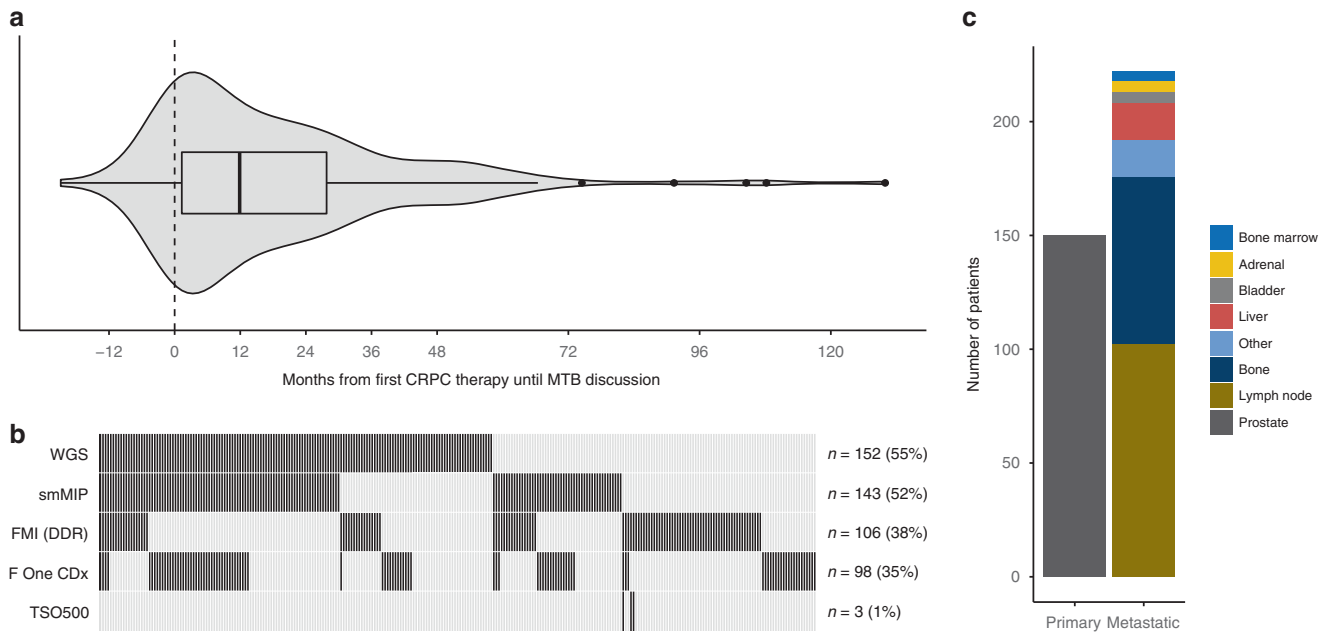 a
−12 0 12 24 36 48 72 96 120
Months from first CRPC therapy until MTB discussion
b
WGS n = 152 (55%)
smMIP n = 143 (52%)
FMI (DDR) n = 106 (38%)
F One CDx n = 98 (35%)
TSO500 n = 3 (1%)
c
Number of patients
200
150
100
50
0
Primary Metastatic
Bone marrow
Adrenal
Bladder
Liver
Other
Bone
Lymph node
Prostate